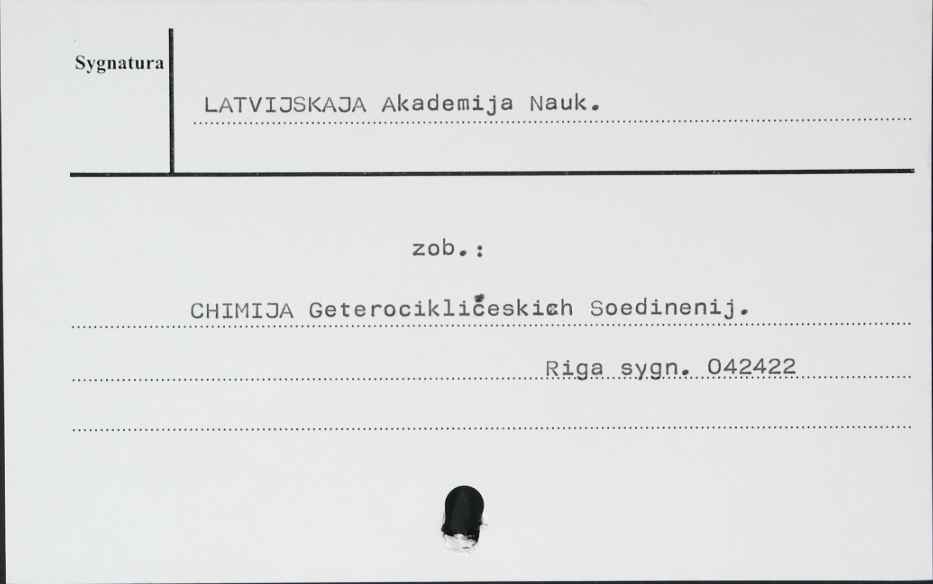 Sygnatura
LATVIJSKAJA Akademija Nauk.
zob.:
CHIMIJA Geterocikličeskich Soedinenij.
Riga sygn. 042422